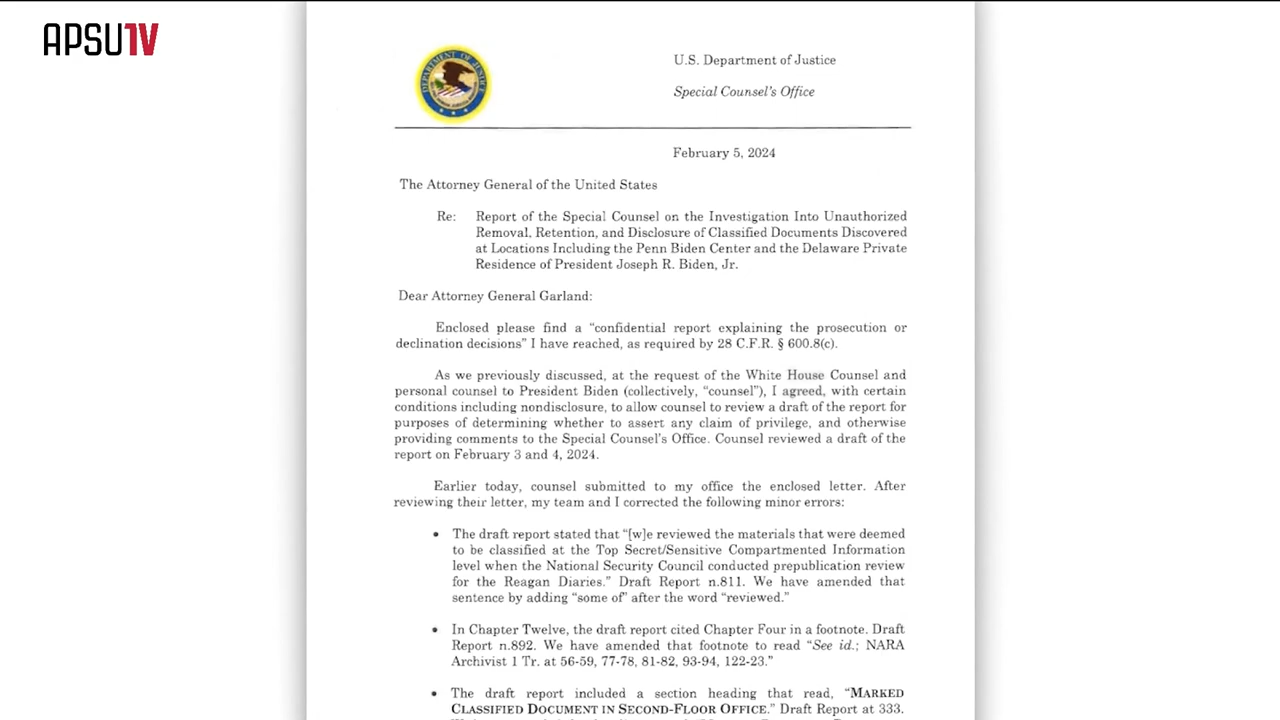 APSUTV
U.S. Department of Justice
Special Counsel's Office
February 5, 2024
The Attorney General of the United States
Re: Report of the Special Counsel on the Investigation Into Unauthorized
Removal, Retention, and Disclosure of Classified Documents Discovered
at Locations Including the Penn Biden Center and the Delaware Private
Residence of President Joseph R. Biden, Jr.
Dear Attorney General Garland:
Enclosed please find a “confidential report explaining the prosecution or
declination decisions” I have reached, as required by 28 C.F.R. § 600.8(c).
As we previously discussed, at the request of the White House Counsel and
personal counsel to President Biden (collectively, “counsel”), I agreed, with certain
conditions including nondisclosure, to allow counsel to review a draft of the report for
purposes of determining whether to assert any claim of privilege, and otherwise
providing comments to the Special Counsel's Office. Counsel reviewed a draft of the
report on February 3 and 4, 2024.
Earlier today, counsel submitted to my office the enclosed letter. After
reviewing their letter, my team and I corrected the following minor errors:
• The draft report stated that “[w]e reviewed the materials that were deemed
to be classified at the Top Secret/Sensitive Compartmented Information
level when the National Security Council conducted prepublication review
for the Reagan Diaries.” Draft Report n.811. We have amended that
sentence by adding “some of” after the word “reviewed.”
• In Chapter Twelve, the draft report cited Chapter Four in a footnote. Draft
Report n.892. We have amended that footnote to read “See id.; NARA
Archivist 1 Tr. at 56-59, 77-78, 81-82, 93-94, 122-23.”
• The draft report included a section heading that read, “MARKED
CLASSIFIED DOCUMENT IN SECOND-FLOOR OFFICE.” Draft Report at 333.